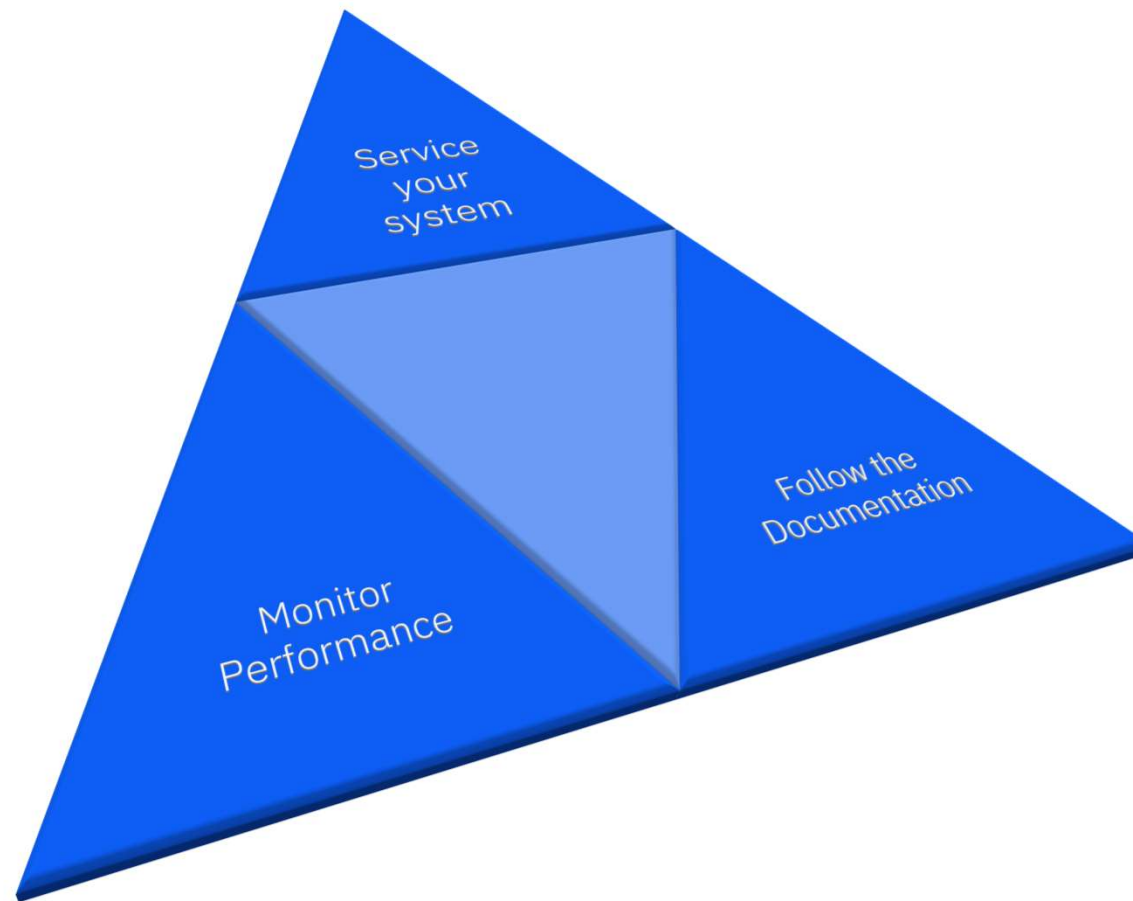 Service
your
system
Monitor
Performance
Follow the
Documentation